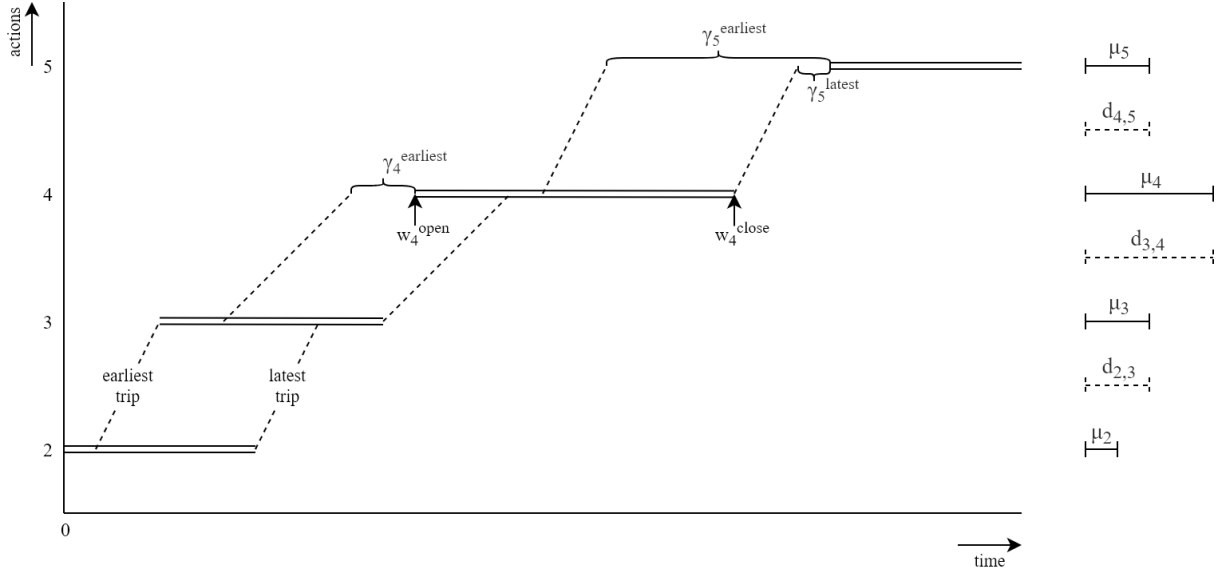 actions
5
4
3
2
0
time
γ₅ᵉᵃʳˡⁱᵉˢᵗ
γ₅ˡᵃᵗᵉˢᵗ
γ₄ᵉᵃʳˡⁱᵉˢᵗ
w₄ᵒᵖᵉⁿ
w₄ᶜˡᵒˢᵉ
earliest
trip
latest
trip
μ₅
d₄,₅
μ₄
d₃,₄
μ₃
d₂,₃
μ₂